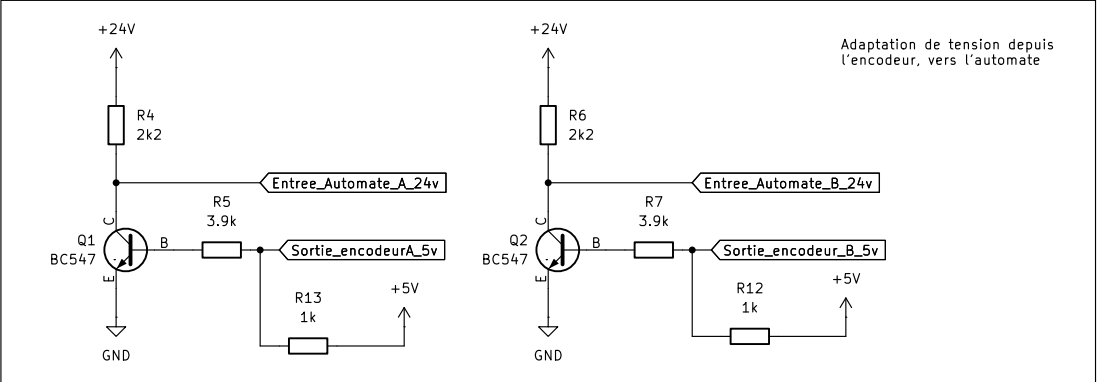 +24V
+24V
Adaptation de tension depuis
l'encodeur, vers l'automate
R4
2k2
R6
2k2
Entree_Automate_A_24v
Entree_Automate_B_24v
R5
3.9k
R7
3.9k
C
C
Q1
BC547
B
Sortie_encodeurA_5v
Q2
BC547
B
Sortie_encodeur_B_5v
E
E
R13
1k
+5V
R12
1k
+5V
GND
GND